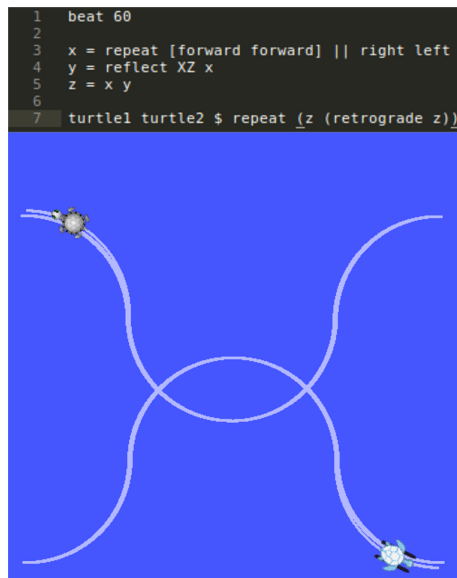 1 beat 60
2
3 x = repeat [forward forward] || right left
4 y = reflect XZ x
5 z = x y
6
7 turtle1 turtle2 $ repeat (z (retrograde z))